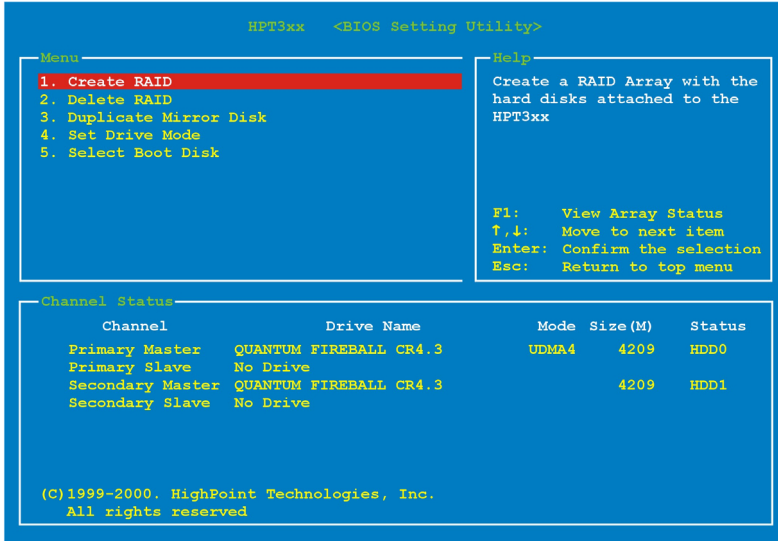 HPT3xx <BIOS Setting Utility>
Menu
1. Create RAID
2. Delete RAID
3. Duplicate Mirror Disk
4. Set Drive Mode
5. Select Boot Disk
Help
Create a RAID Array with the
hard disks attached to the
HPT3xx
F1: View Array Status
↑,↓: Move to next item
Enter: Confirm the selection
Esc: Return to top menu
Channel Status
Channel Drive Name Mode Size(M) Status
Primary Master QUANTUM FIREBALL CR4.3 UDMA4 4209 HDD0
Primary Slave No Drive
Secondary Master QUANTUM FIREBALL CR4.3 4209 HDD1
Secondary Slave No Drive
(C)1999-2000. HighPoint Technologies, Inc.
All rights reserved